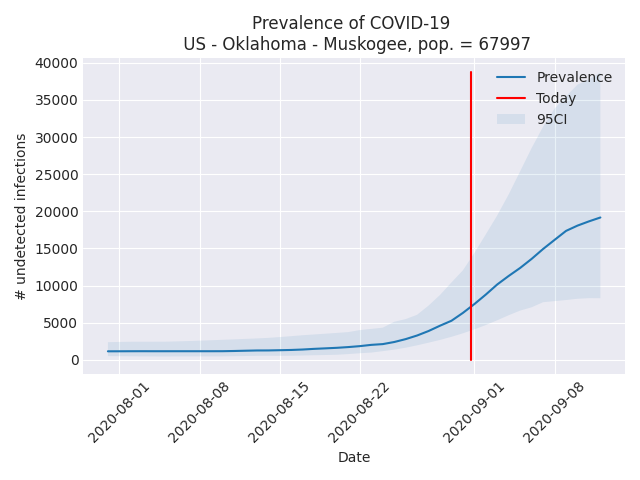 Prevalence of COVID-19
US - Oklahoma - Muskogee, pop. = 67997
# undetected infections
40000
35000
30000
25000
20000
15000
10000
5000
0
Prevalence
Today
95CI
2020-08-01
2020-08-08
2020-08-15
2020-08-22
2020-09-01
2020-09-08
Date